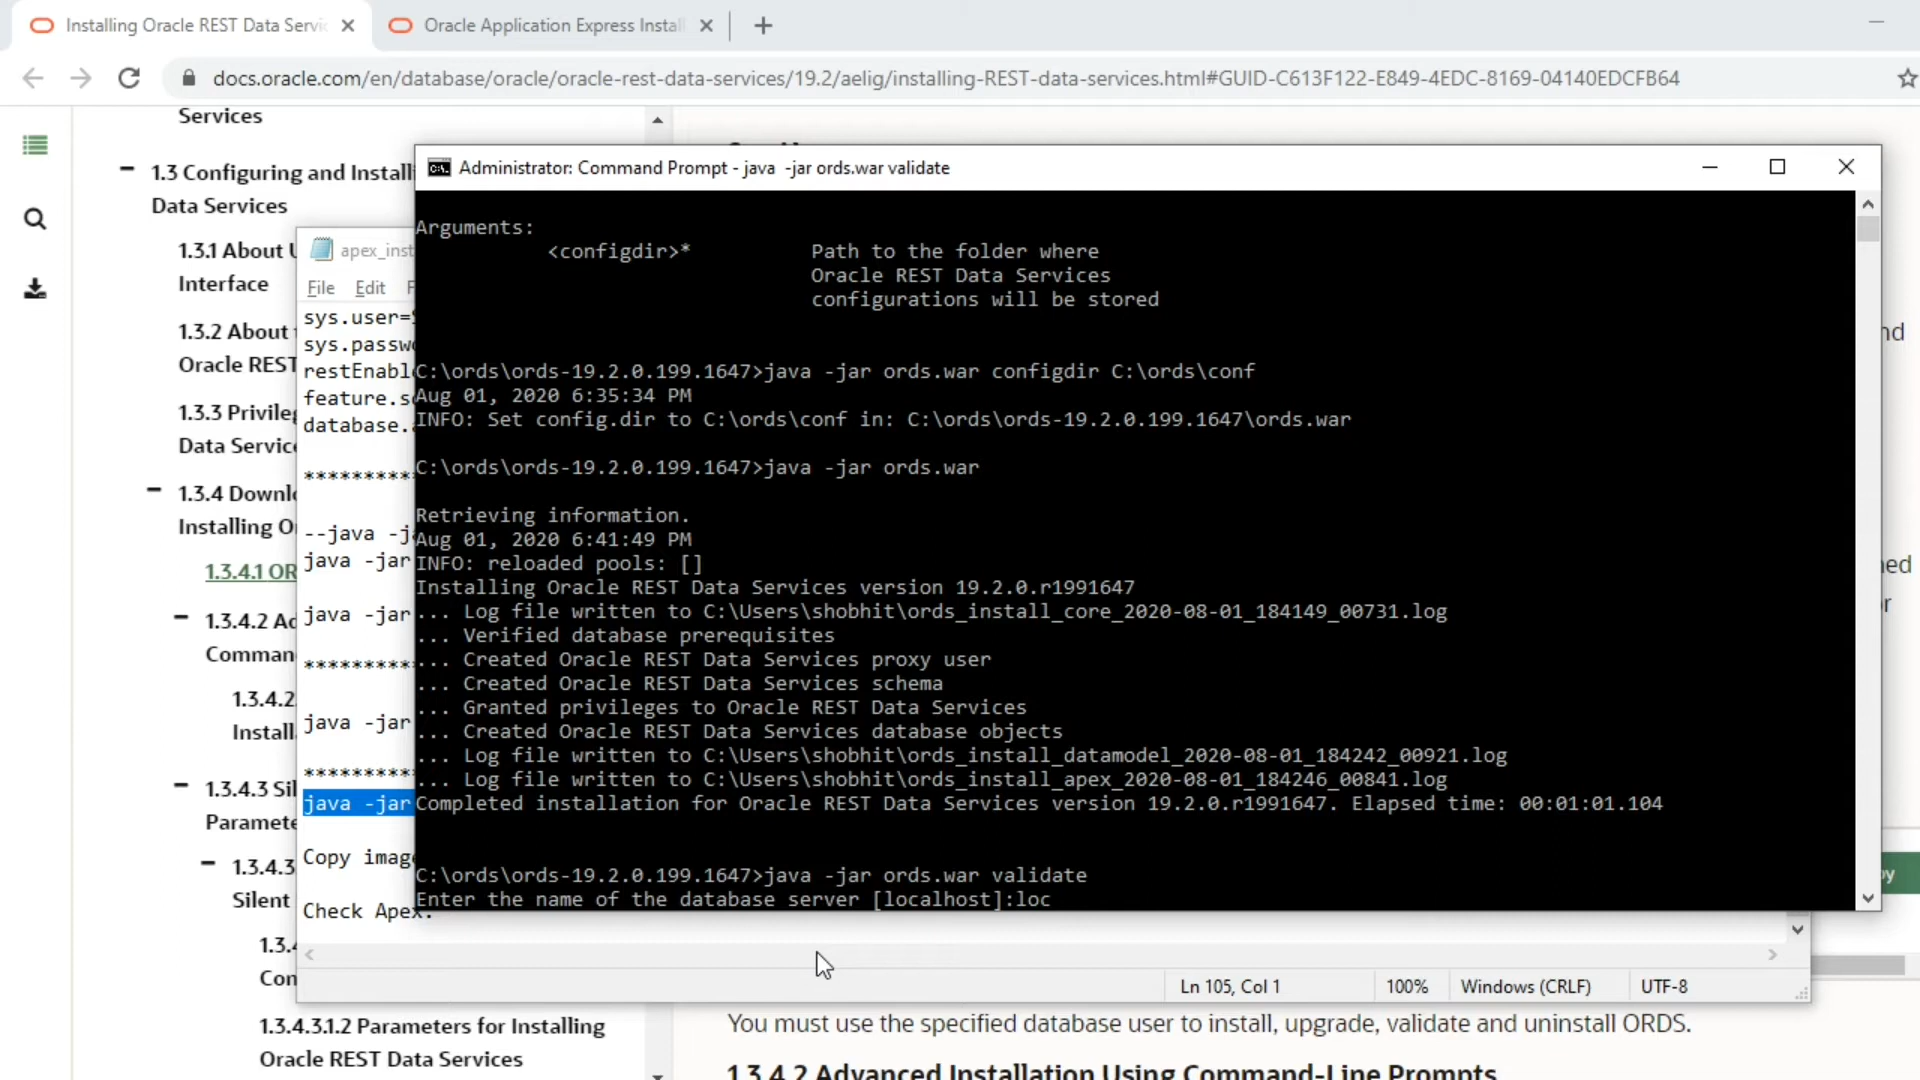 Installing Oracle REST Data Servic
Oracle Application Express Install
docs.oracle.com/en/database/oracle/oracle-rest-data-services/19.2/aelig/installing-REST-data-services.html#GUID-C613F122-E849-4EDC-8169-04140EDCFB64
Services
1.3 Configuring and Installi
Data Services
1.3.1 About U
Interface
1.3.2 About t
Oracle REST
1.3.3 Privileg
Data Service
1.3.4 Downlo
Installing Or
1.3.4.1 OR
1.3.4.2 Ad
Comman
1.3.4.2
Install
1.3.4.3 Sil
Paramete
1.3.4.3
Silent
1.3.4
Con
1.3.4.3.1.2 Parameters for Installing
Oracle REST Data Services
apex_inst
File Edit F
sys.user=S
sys.passwo
restEnable
feature.sd
database.a
**********
--java -ja
java -jar
java -jar
**********
java -jar
**********
java -jar
Copy image
Check Apex:
Ln 105, Col 1
100%
Windows (CRLF)
UTF-8
Administrator: Command Prompt - java -jar ords.war validate
Arguments:
<configdir>* Path to the folder where
Oracle REST Data Services
configurations will be stored
C:\ords\ords-19.2.0.199.1647>java -jar ords.war configdir C:\ords\conf
Aug 01, 2020 6:35:34 PM
INFO: Set config.dir to C:\ords\conf in: C:\ords\ords-19.2.0.199.1647\ords.war
C:\ords\ords-19.2.0.199.1647>java -jar ords.war
Retrieving information.
Aug 01, 2020 6:41:49 PM
INFO: reloaded pools: []
Installing Oracle REST Data Services version 19.2.0.r1991647
... Log file written to C:\Users\shobhit\ords_install_core_2020-08-01_184149_00731.log
... Verified database prerequisites
... Created Oracle REST Data Services proxy user
... Created Oracle REST Data Services schema
... Granted privileges to Oracle REST Data Services
... Created Oracle REST Data Services database objects
... Log file written to C:\Users\shobhit\ords_install_datamodel_2020-08-01_184242_00921.log
... Log file written to C:\Users\shobhit\ords_install_apex_2020-08-01_184246_00841.log
Completed installation for Oracle REST Data Services version 19.2.0.r1991647. Elapsed time: 00:01:01.104
C:\ords\ords-19.2.0.199.1647>java -jar ords.war validate
Enter the name of the database server [localhost]:loc
nd
ned
r
py
You must use the specified database user to install, upgrade, validate and uninstall ORDS.
1.3.4.2 Advanced Installation Using Command-Line Prompts